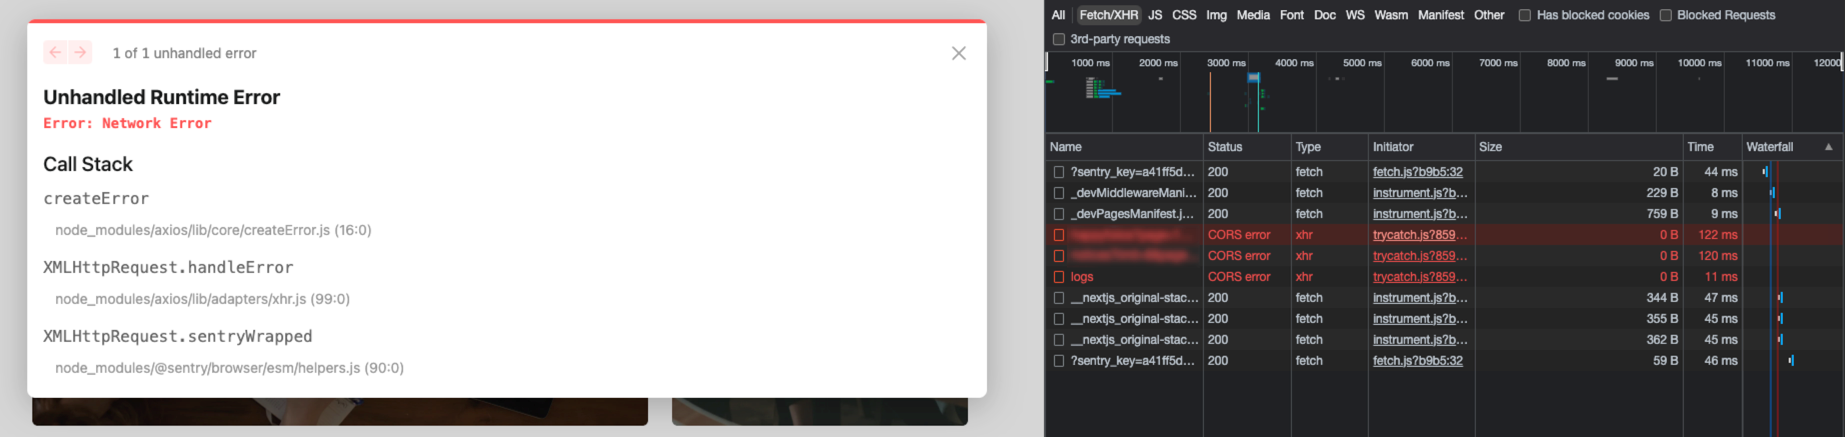 1 of 1 unhandled error
Unhandled Runtime Error
Error: Network Error
Call Stack
createError
node_modules/axios/lib/core/createError.js (16:0)
XMLHttpRequest.handleError
node_modules/axios/lib/adapters/xhr.js (99:0)
XMLHttpRequest.sentryWrapped
node_modules/@sentry/browser/esm/helpers.js (90:0)
All Fetch/XHR JS CSS Img Media Font Doc WS Wasm Manifest Other Has blocked cookies Blocked Requests
3rd-party requests
1000 ms 2000 ms 3000 ms 4000 ms 5000 ms 6000 ms 7000 ms 8000 ms 9000 ms 10000 ms 11000 ms 12000
Name Status Type Initiator Size Time Waterfall
?sentry_key=a41ff5d... 200 fetch fetch.js?b9b5:32 20 B 44 ms
_devMiddlewareMani... 200 fetch instrument.js?b... 229 B 8 ms
_devPagesManifest.j... 200 fetch instrument.js?b... 759 B 9 ms
CORS error xhr trycatch.js?859... 0 B 122 ms
CORS error xhr trycatch.js?859... 0 B 120 ms
logs CORS error xhr trycatch.js?859... 0 B 11 ms
__nextjs_original-stac... 200 fetch instrument.js?b... 344 B 47 ms
__nextjs_original-stac... 200 fetch instrument.js?b... 355 B 45 ms
__nextjs_original-stac... 200 fetch instrument.js?b... 362 B 45 ms
?sentry_key=a41ff5d... 200 fetch fetch.js?b9b5:32 59 B 46 ms